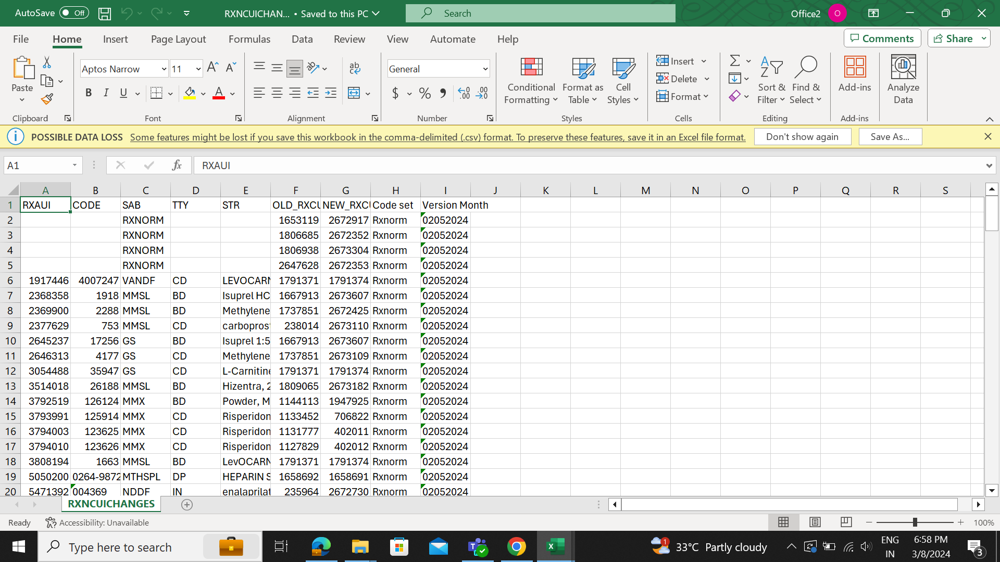 AutoSave Off RXNCUICHAN... • Saved to this PC Search Office2 O
File Home Insert Page Layout Formulas Data Review View Automate Help Comments Share
Paste Aptos Narrow 11 General Conditional Formatting Format as Table Cell Styles Insert Delete Format Sort & Filter Find & Select Add-ins Analyze Data
Clipboard Font Alignment Number Styles Cells Editing Add-ins
POSSIBLE DATA LOSS Some features might be lost if you save this workbook in the comma-delimited (.csv) format. To preserve these features, save it in an Excel file format. Don't show again Save As...
A1 fx RXAUI
A B C D E F G H I J K L M N O P Q R S
1 RXAUI CODE SAB TTY STR OLD_RXCU NEW_RXCU Code set Version Month
2 RXNORM 1653119 2672917 Rxnorm 02052024
3 RXNORM 1806685 2672352 Rxnorm 02052024
4 RXNORM 1806938 2673304 Rxnorm 02052024
5 RXNORM 2647628 2672353 Rxnorm 02052024
6 1917446 4007247 VANDF CD LEVOCARN 1791371 1791374 Rxnorm 02052024
7 2368358 1918 MMSL BD Isuprel HC 1667913 2673607 Rxnorm 02052024
8 2369900 2288 MMSL BD Methylene 1737851 2672425 Rxnorm 02052024
9 2377629 753 MMSL CD carboprost 238014 2673110 Rxnorm 02052024
10 2645237 17256 GS BD Isuprel 1:5 1667913 2673607 Rxnorm 02052024
11 2646313 4177 GS CD Methylene 1737851 2673109 Rxnorm 02052024
12 3054488 35947 GS CD L-Carnitine 1791371 1791374 Rxnorm 02052024
13 3514018 26188 MMSL BD Hizentra, 2 1809065 2673182 Rxnorm 02052024
14 3792519 126124 MMX BD Powder, M 1144113 1947925 Rxnorm 02052024
15 3793991 125914 MMX CD Risperidon 1133452 706822 Rxnorm 02052024
16 3794003 123625 MMX CD Risperidon 1131777 402011 Rxnorm 02052024
17 3794010 123626 MMX CD Risperidon 1127829 402012 Rxnorm 02052024
18 3808194 1663 MMSL BD LevOCARN 1791371 1791374 Rxnorm 02052024
19 5050200 0264-9872 MTHSPL DP HEPARIN S 1658692 1658691 Rxnorm 02052024
20 5471392 004369 NDDF IN enalaprilat 235964 2672730 Rxnorm 02052024
RXNCUICHANGES
Ready Accessibility: Unavailable 100%
Type here to search 1 33°C Partly cloudy ENG IN 6:58 PM 3/8/2024 3